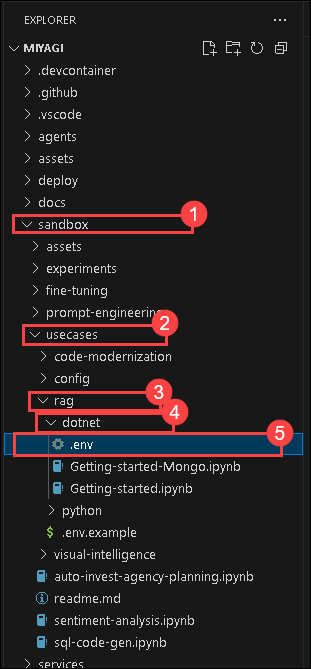 EXPLORER ...
MIYAGI
.devcontainer
.github
.vscode
agents
assets
deploy
docs
sandbox 1
assets
experiments
fine-tuning
prompt-engineering
usecases 2
code-modernization
config
rag 3
dotnet 4
.env 5
Getting-started-Mongo.ipynb
Getting-started.ipynb
python
$ .env.example
visual-intelligence
auto-invest-agency-planning.ipynb
readme.md
sentiment-analysis.ipynb
sql-code-gen.ipynb
services